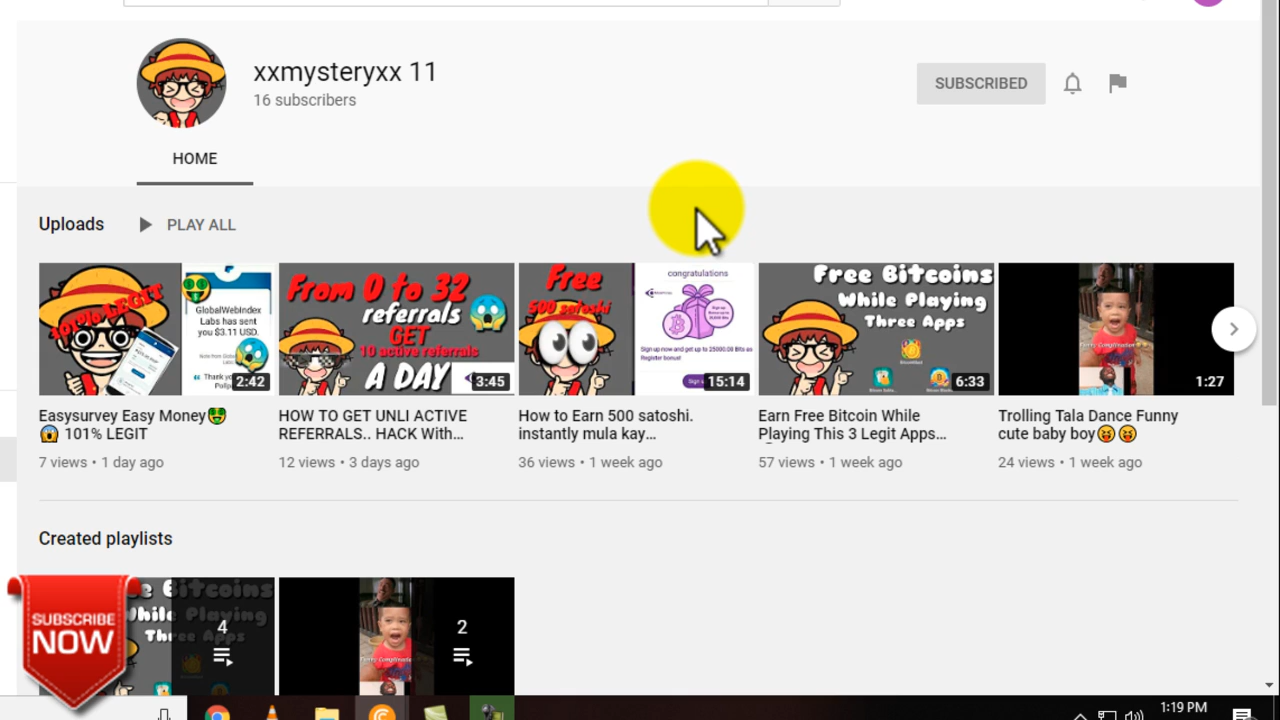 xxmysteryxx 11
16 subscribers
SUBSCRIBED
HOME
Uploads
PLAY ALL
101% LEGIT
GlobalWebIndex
Labs has sent
you $3.11 USD.
2:42
From 0 to 32
referrals
GET
10 active referrals
A DAY
3:45
Free
500 satoshi
congratulations
Sign up now and get up to 25000.00 Bits as
Register bonus!
15:14
Free Bitcoins
While Playing
Three Apps
6:33
1:27
Easysurvey Easy Money🤑
😱 101% LEGIT
7 views • 1 day ago
HOW TO GET UNLI ACTIVE
REFERRALS.. HACK With...
12 views • 3 days ago
How to Earn 500 satoshi.
instantly mula kay...
36 views • 1 week ago
Earn Free Bitcoin While
Playing This 3 Legit Apps...
57 views • 1 week ago
Trolling Tala Dance Funny
cute baby boy😝😝
24 views • 1 week ago
Created playlists
e Bitcoins
While Playing
Three Apps
4
2
SUBSCRIBE
NOW
1:19 PM